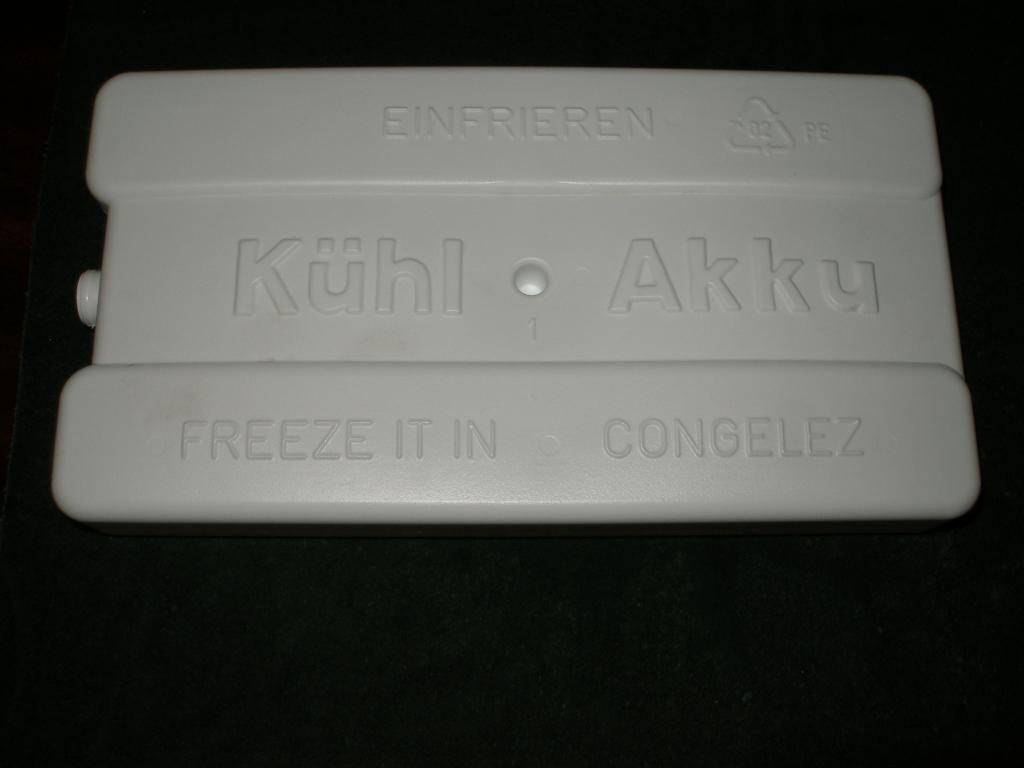 EINFRIEREN 02 PE
Kühl Akku
1
FREEZE IT IN CONGELEZ